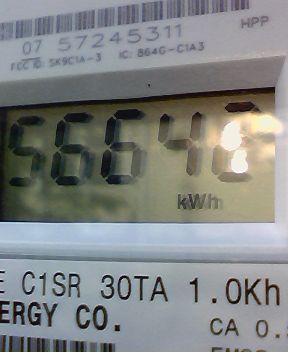 HPP
07 57245311
FCC ID: SK9C1A-3 IC: 864G-C1A3
5664
kWh
E C1SR 30TA 1.0Kh
ERGY CO.
CA 0.